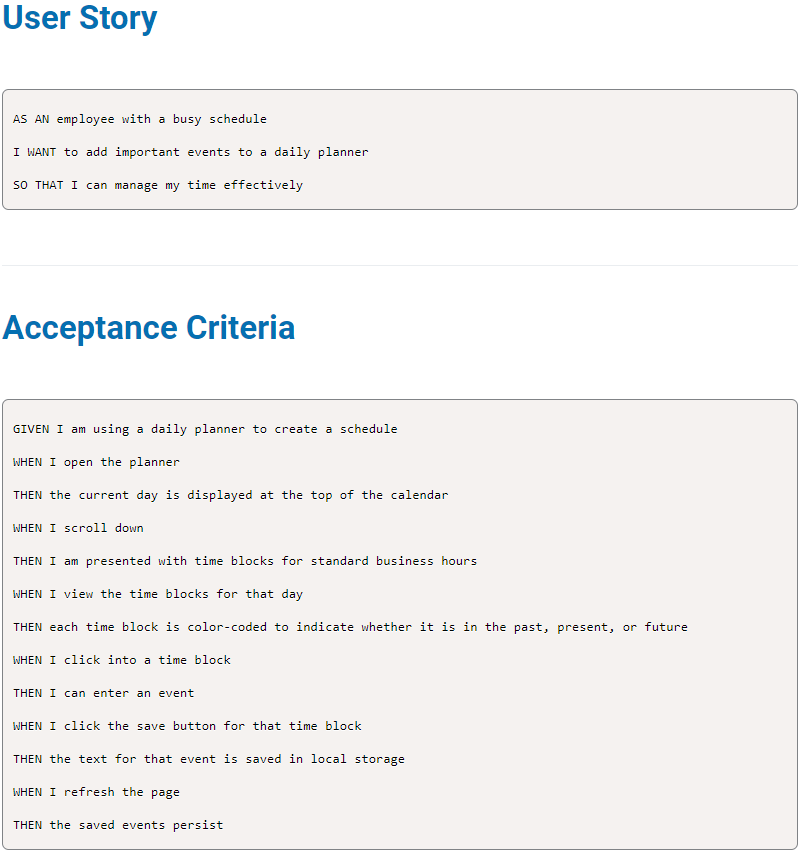 User Story
AS AN employee with a busy schedule
I WANT to add important events to a daily planner
SO THAT I can manage my time effectively
Acceptance Criteria
GIVEN I am using a daily planner to create a schedule
WHEN I open the planner
THEN the current day is displayed at the top of the calendar
WHEN I scroll down
THEN I am presented with time blocks for standard business hours
WHEN I view the time blocks for that day
THEN each time block is color-coded to indicate whether it is in the past, present, or future
WHEN I click into a time block
THEN I can enter an event
WHEN I click the save button for that time block
THEN the text for that event is saved in local storage
WHEN I refresh the page
THEN the saved events persist